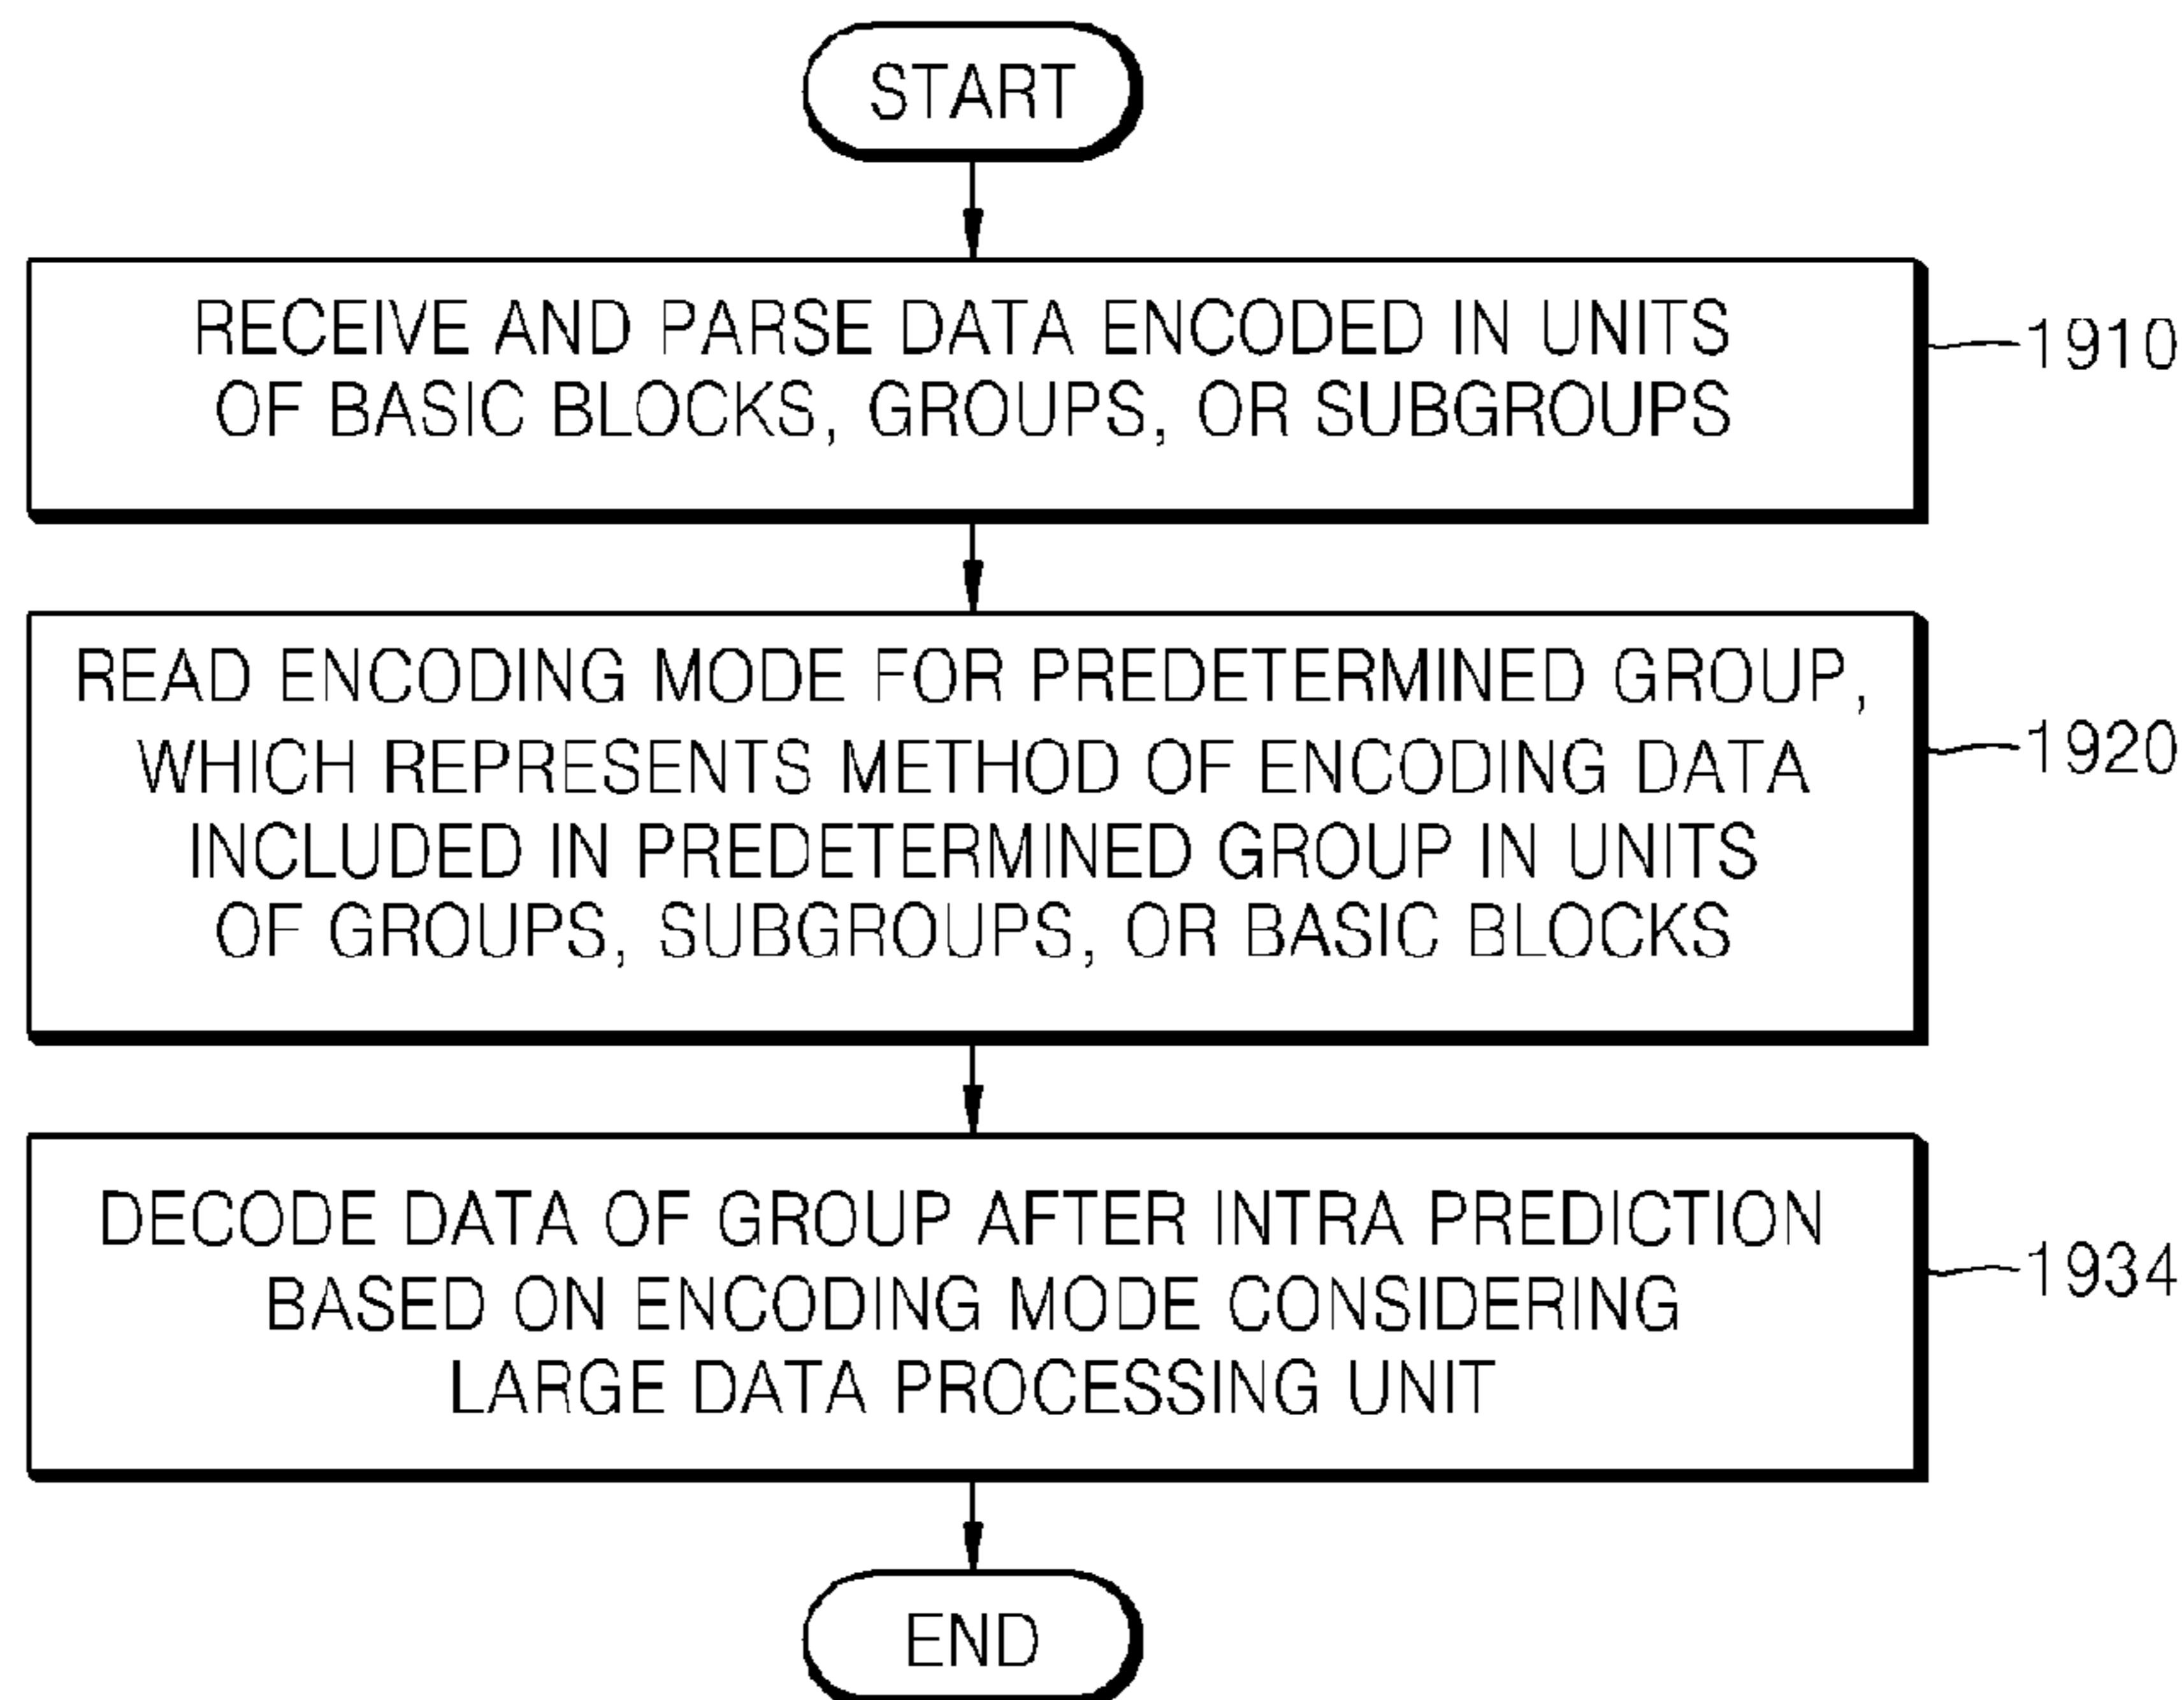 START
RECEIVE AND PARSE DATA ENCODED IN UNITS
OF BASIC BLOCKS, GROUPS, OR SUBGROUPS
1910
READ ENCODING MODE FOR PREDETERMINED GROUP,
WHICH REPRESENTS METHOD OF ENCODING DATA
INCLUDED IN PREDETERMINED GROUP IN UNITS
OF GROUPS, SUBGROUPS, OR BASIC BLOCKS
1920
DECODE DATA OF GROUP AFTER INTRA PREDICTION
BASED ON ENCODING MODE CONSIDERING
LARGE DATA PROCESSING UNIT
1934
END